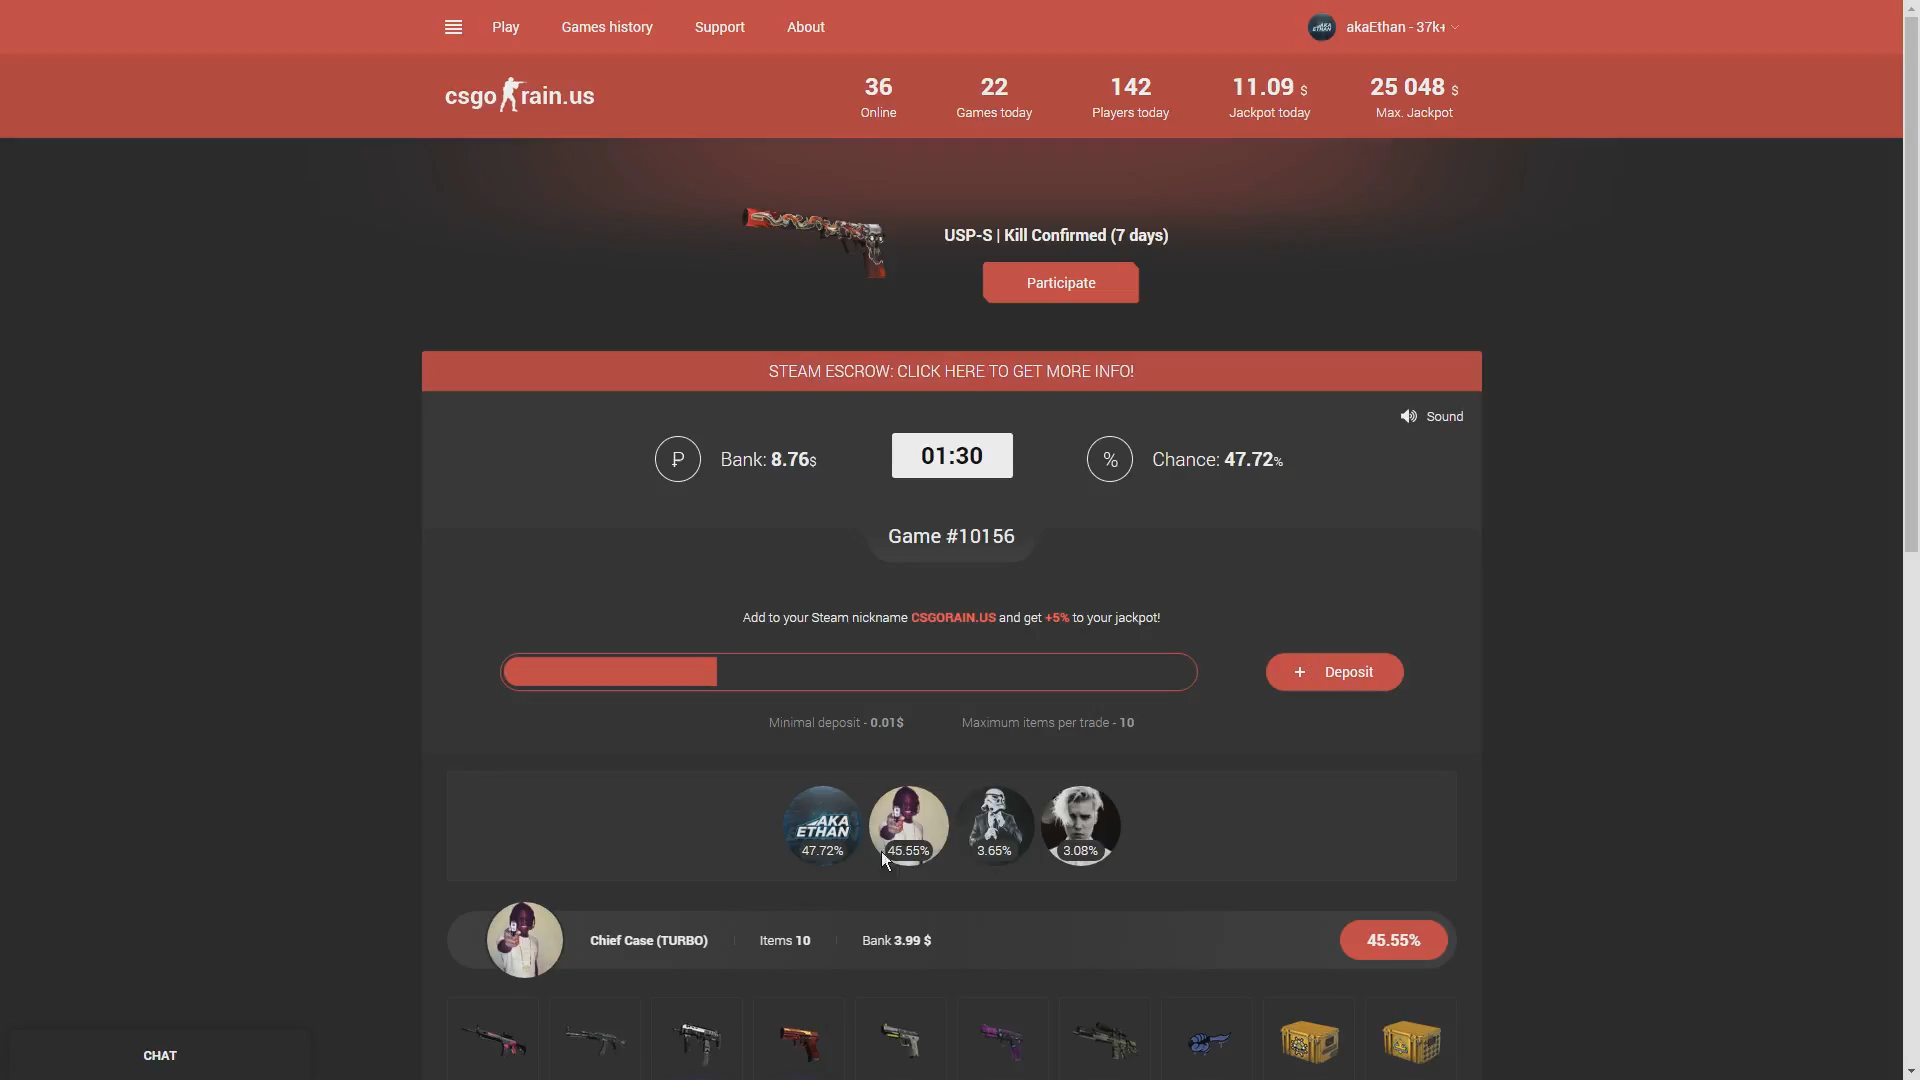 Play Games history Support About akaEthan - 37k+
csgo rain.us
36 22 142 11.09 $ 25 048 $
Online Games today Players today Jackpot today Max. Jackpot
USP-S | Kill Confirmed (7 days)
Participate
STEAM ESCROW: CLICK HERE TO GET MORE INFO!
Sound
Bank: 8.76$ 01:30 % Chance: 47.72%
Game #10156
Add to your Steam nickname CSGORAIN.US and get +5% to your jackpot!
+ Deposit
Minimal deposit - 0.01$ Maximum items per trade - 10
AKA ETHAN
47.72% 45.55% 3.65% 3.08%
Chief Case (TURBO) Items 10 Bank 3.99 $ 45.55%
CHAT